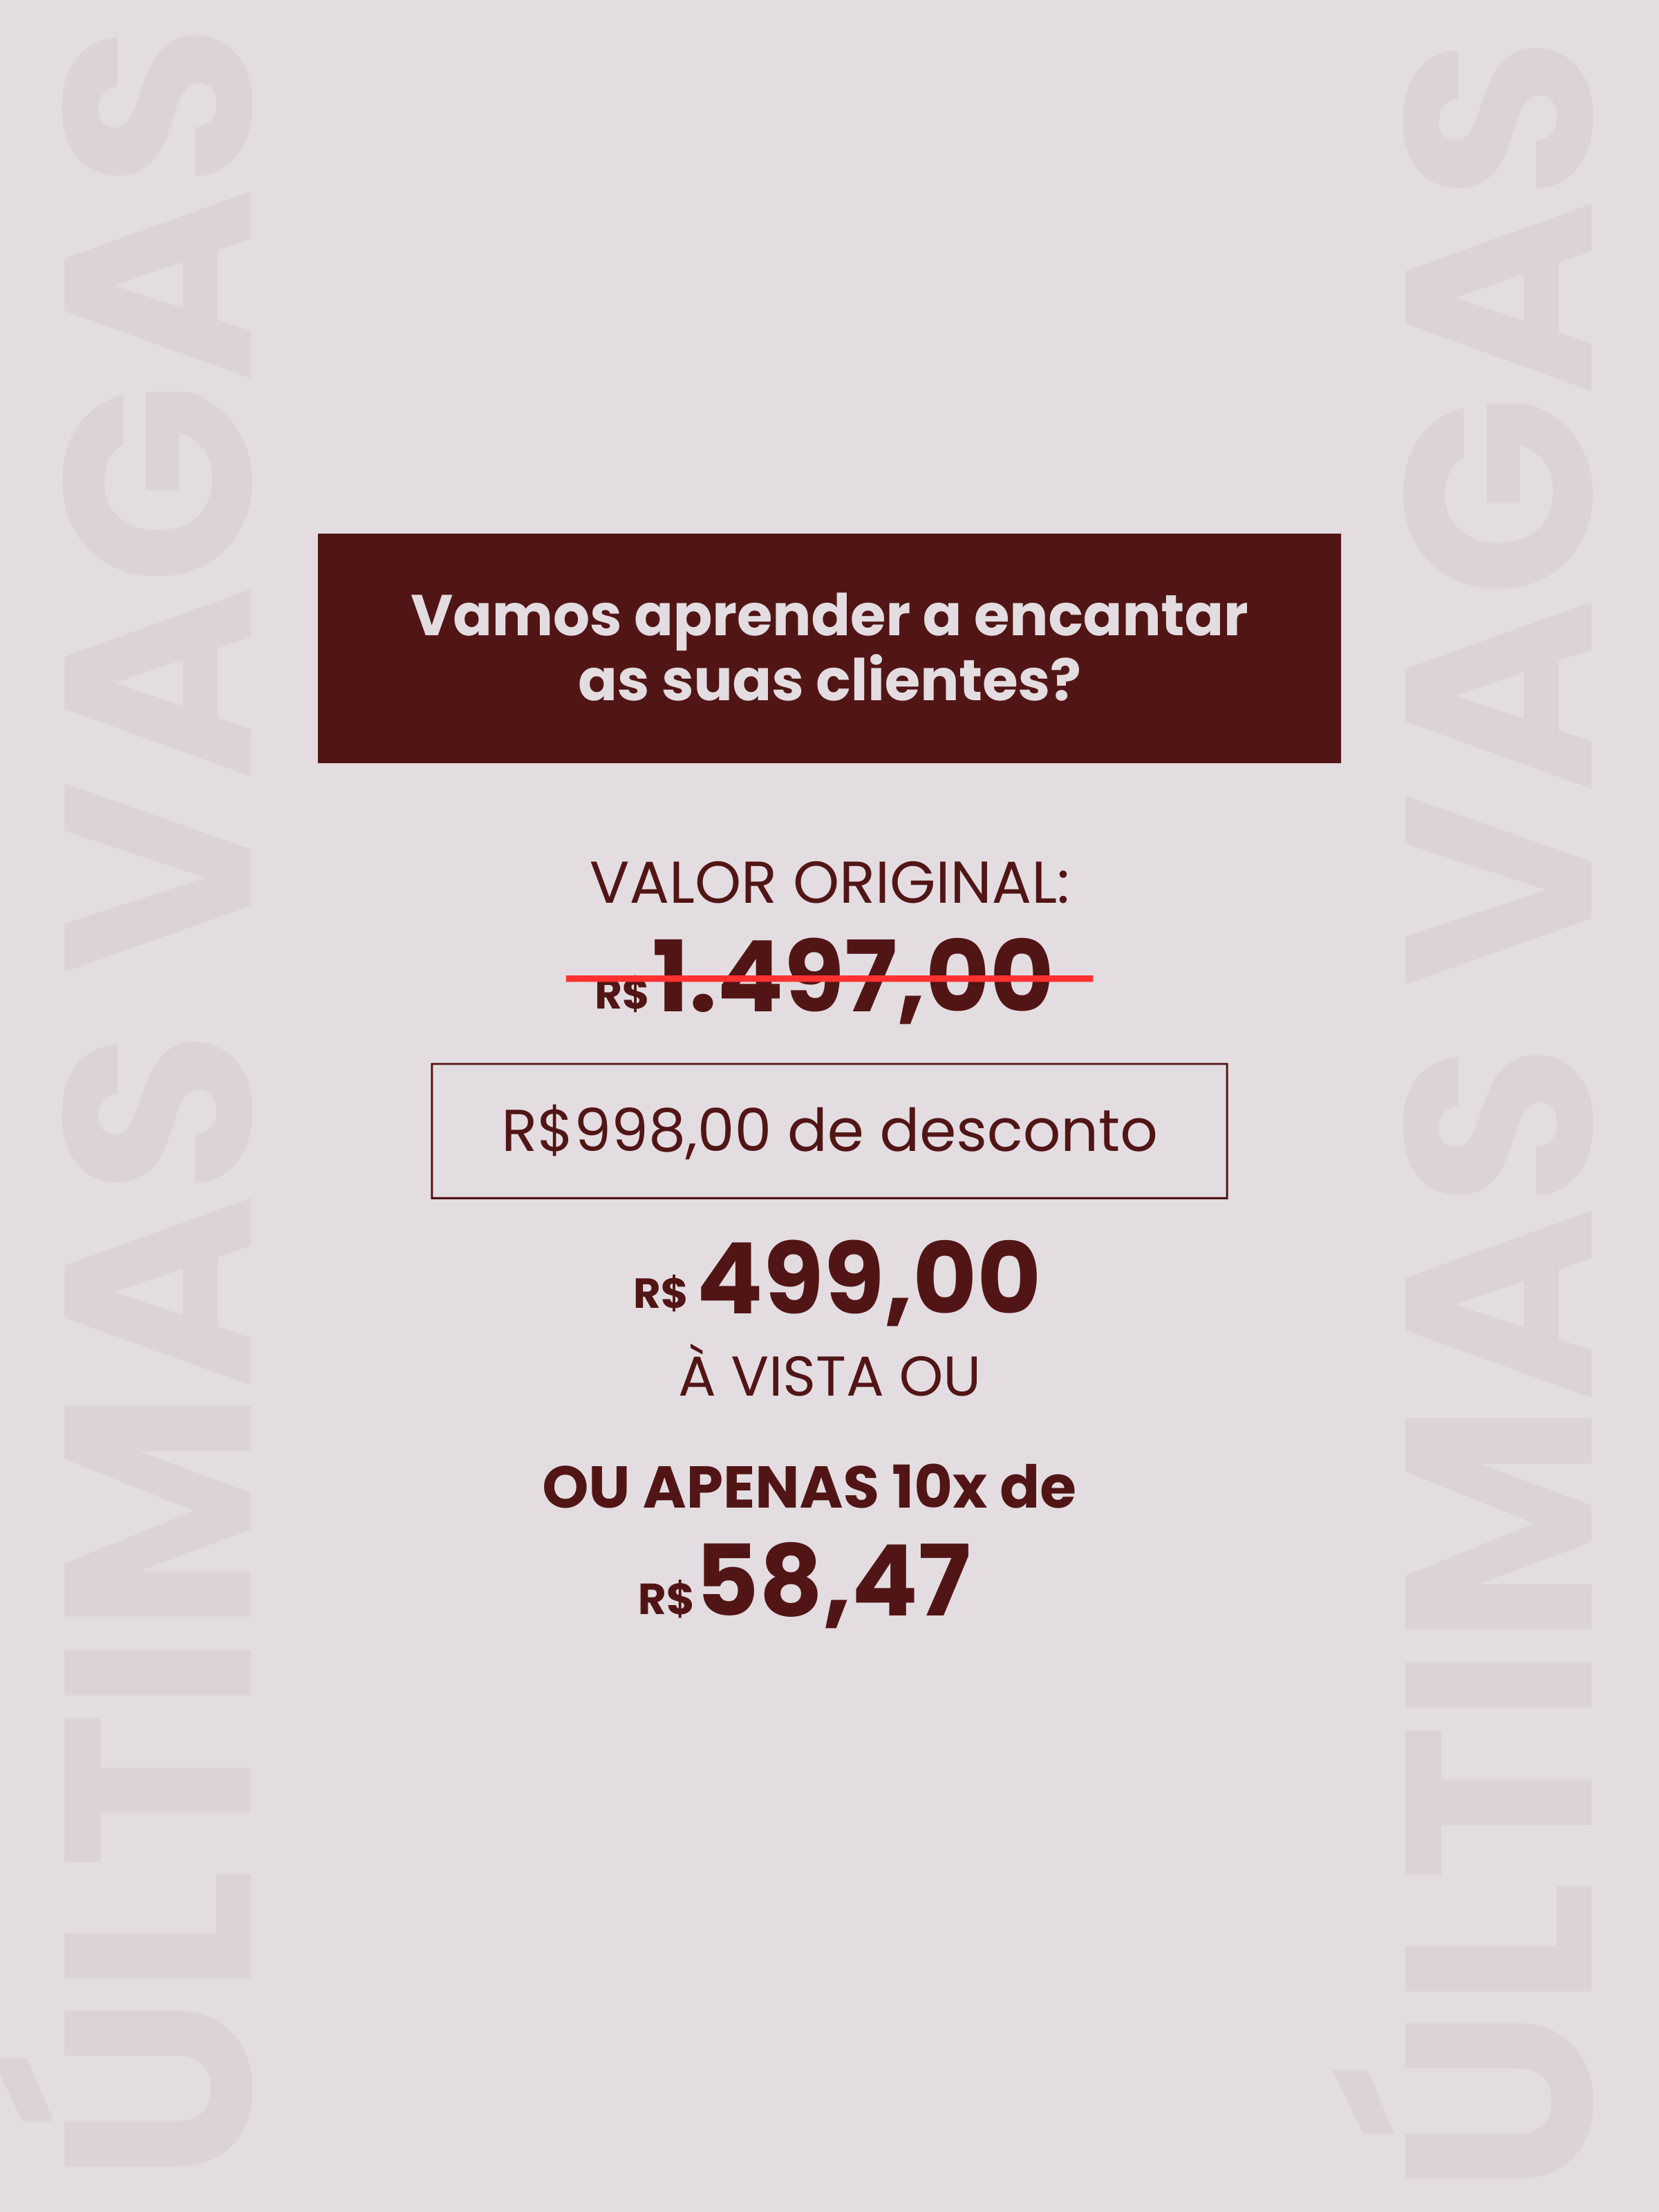 ÚLTIMAS VAGAS
Vamos aprender a encantar
as suas clientes?
VALOR ORIGINAL:
R$1.497,00
R$998,00 de desconto
R$ 499,00
À VISTA OU
OU APENAS 10x de
R$58,47
ÚLTIMAS VAGAS